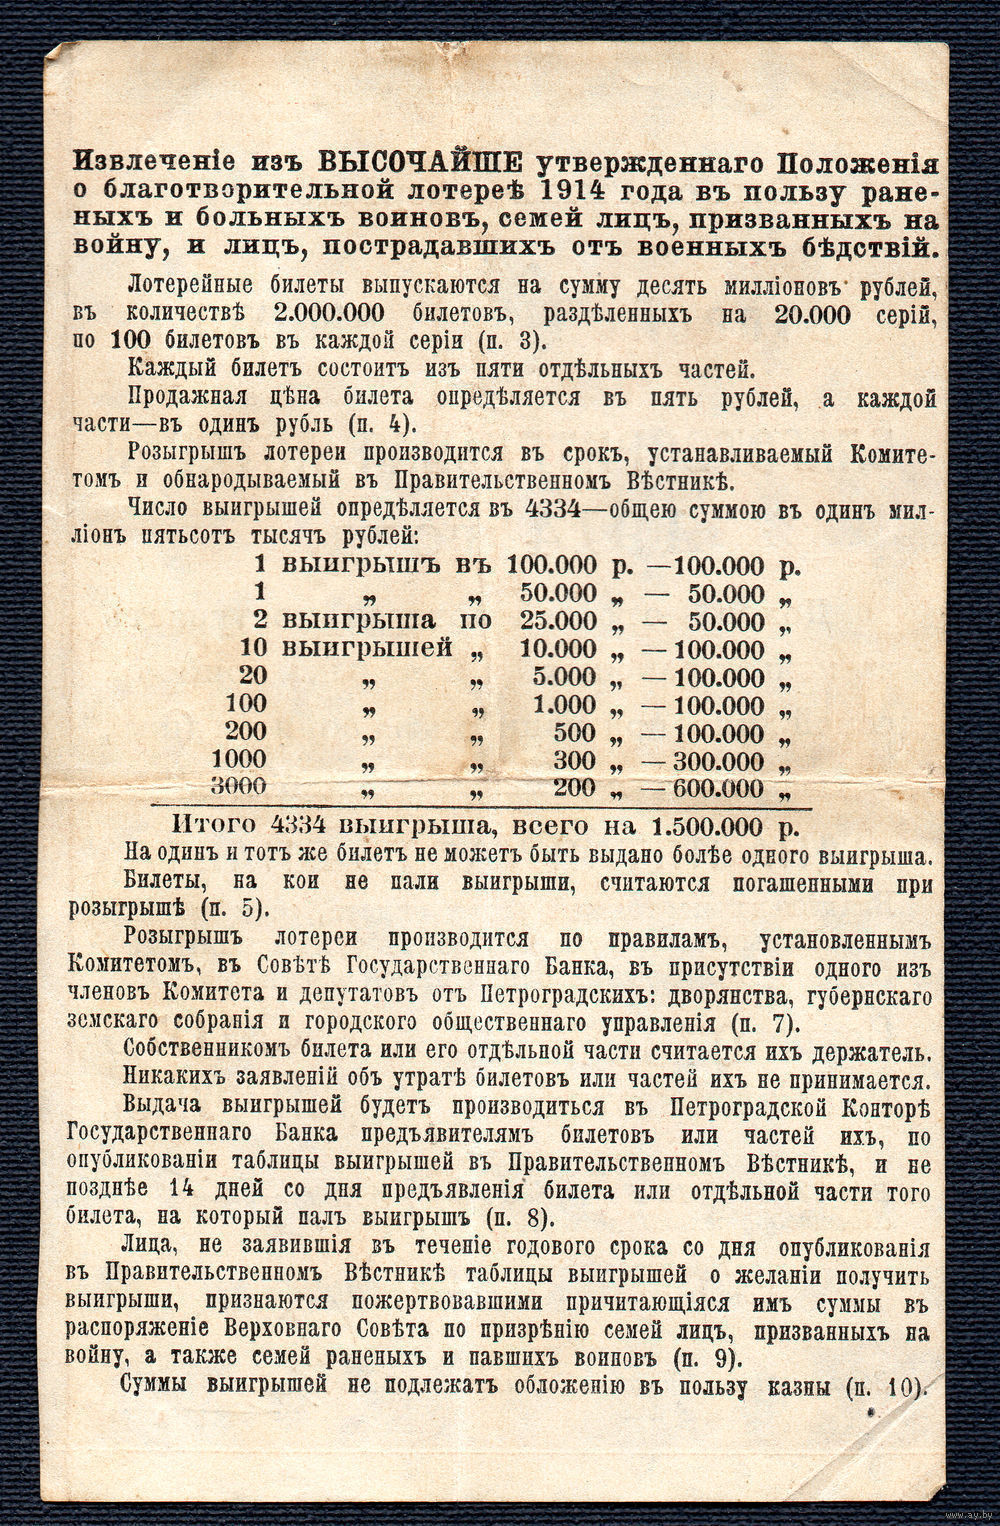 Извлеченіе изъ ВЫСОЧАЙШЕ утвержденнаго Положенія
о благотворительной лотереѣ 1914 года въ пользу ране-
ныхъ и больныхъ воиновъ, семей лицъ, призванныхъ на
войну, и лицъ, пострадавшихъ отъ военныхъ бѣдствій.
Лотерейные билеты выпускаются на сумму десять милліоновъ рублей,
въ количествѣ 2.000.000 билетовъ, раздѣленныхъ на 20.000 серій,
по 100 билетовъ въ каждой серіи (п. 3).
Каждый билетъ состоитъ изъ пяти отдѣльныхъ частей.
Продажная цѣна билета опредѣляется въ пять рублей, а каждой
части—въ одинъ рубль (п. 4).
Розыгрышъ лотереи производится въ срокъ, устанавливаемый Комите-
томъ и обнародываемый въ Правительственномъ Вѣстникѣ.
Число выигрышей опредѣляется въ 4334—общею суммою въ одинъ мил-
ліонъ пятьсотъ тысячъ рублей:
1 выигрышъ въ 100.000 р. —100.000 р.
1 „ „ 50.000 „ — 50.000 „
2 выигрыша по 25.000 „ — 50.000 „
10 выигрышей „ 10.000 „ —100.000 „
20 „ „ 5.000 „ —100.000 „
100 „ „ 1.000 „ —100.000 „
200 „ „ 500 „ —100.000 „
1000 „ „ 300 „ —300.000 „
3000 „ „ 200 „ —600.000 „
Итого 4334 выигрыша, всего на 1.500.000 р.
На одинъ и тотъ же билетъ не можетъ быть выдано болѣе одного выигрыша.
Билеты, на кои не пали выигрыши, считаются погашенными при
розыгрышѣ (п. 5).
Розыгрышъ лотереи производится по правиламъ, установленнымъ
Комитетомъ, въ Совѣтѣ Государственнаго Банка, въ присутствіи одного изъ
членовъ Комитета и депутатовъ отъ Петроградскихъ: дворянства, губернскаго
земскаго собранія и городского общественнаго управленія (п. 7).
Собственникомъ билета или его отдѣльной части считается ихъ держатель.
Никакихъ заявленій объ утратѣ билетовъ или частей ихъ не принимается.
Выдача выигрышей будетъ производиться въ Петроградской Конторѣ
Государственнаго Банка предъявителямъ билетовъ или частей ихъ, по
опубликованіи таблицы выигрышей въ Правительственномъ Вѣстникѣ, и не
позднѣе 14 дней со дня предъявленія билета или отдѣльной части того
билета, на который палъ выигрышъ (п. 8).
Лица, не заявившія въ теченіе годового срока со дня опубликованія
въ Правительственномъ Вѣстникѣ таблицы выигрышей о желаніи получить
выигрыши, признаются пожертвовавшими причитающіяся имъ суммы въ
распоряженіе Верховнаго Совѣта по призрѣнію семей лицъ, призванныхъ на
войну, а также семей раненыхъ и павшихъ воиновъ (п. 9).
Суммы выигрышей не подлежатъ обложенію въ пользу казны (п. 10).
www.ay.by